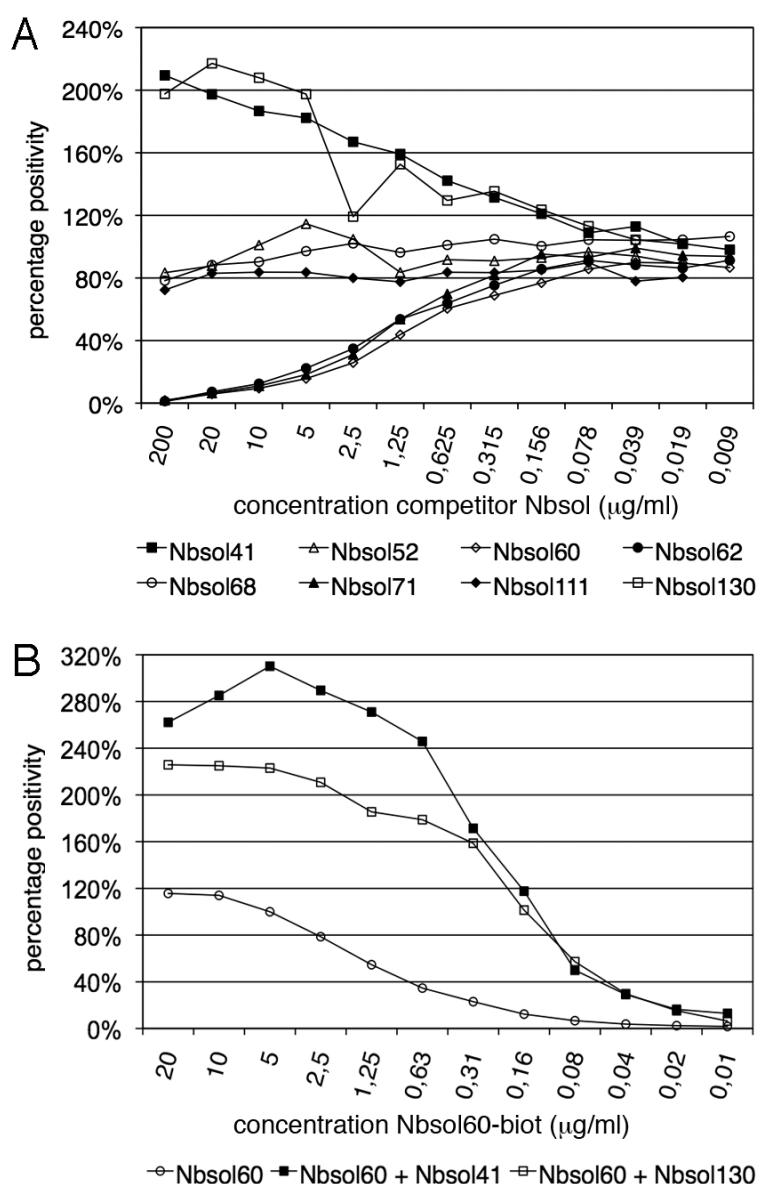 A
percentage positivity
240%
200%
160%
120%
80%
40%
0%
200 20 10 5 2,5 1,25 0,625 0,315 0,156 0,078 0,039 0,019 0,009
concentration competitor Nbsol (µg/ml)
Nbsol41 Nbsol52 Nbsol60 Nbsol62
Nbsol68 Nbsol71 Nbsol111 Nbsol130
B
percentage positivity
320%
280%
240%
200%
160%
120%
80%
40%
0%
20 10 5 2,5 1,25 0,63 0,31 0,16 0,08 0,04 0,02 0,01
concentration Nbsol60-biot (µg/ml)
Nbsol60 Nbsol60 + Nbsol41 Nbsol60 + Nbsol130